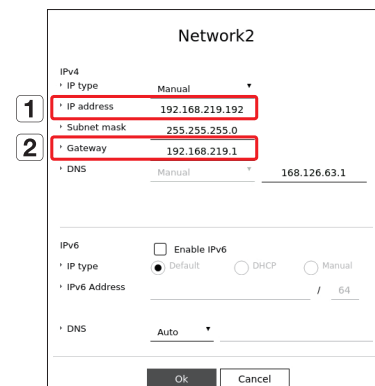 Network2
IPv4
IP type Manual
1 IP address 192.168.219.192
Subnet mask 255.255.255.0
2 Gateway 192.168.219.1
DNS Manual 168.126.63.1
IPv6 Enable IPv6
IP type Default DHCP Manual
IPv6 Address / 64
DNS Auto
Ok Cancel